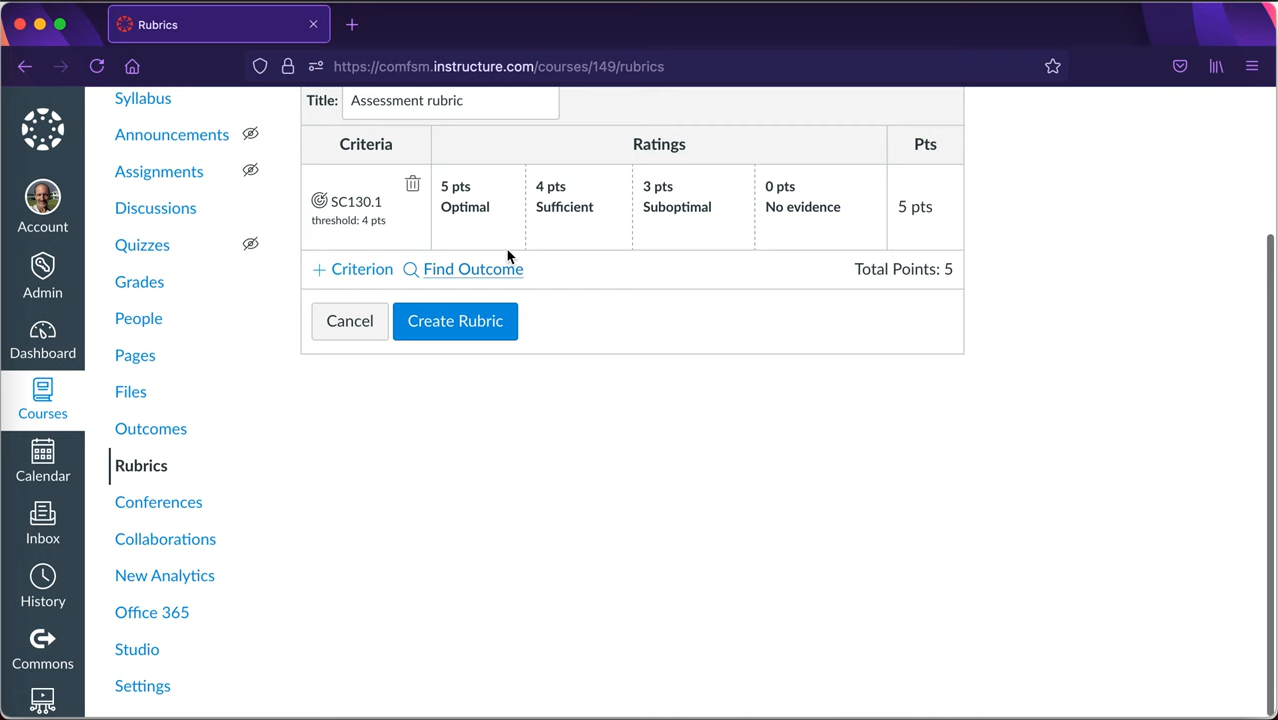 Rubrics
https://comfsm.instructure.com/courses/149/rubrics
Account
Admin
Dashboard
Courses
Calendar
Inbox
History
Commons
Syllabus
Announcements
Assignments
Discussions
Quizzes
Grades
People
Pages
Files
Outcomes
Rubrics
Conferences
Collaborations
New Analytics
Office 365
Studio
Settings
Title: Assessment rubric
Criteria Ratings Pts
SC130.1
threshold: 4 pts
5 pts
Optimal
4 pts
Sufficient
3 pts
Suboptimal
0 pts
No evidence
5 pts
+ Criterion Find Outcome Total Points: 5
Cancel Create Rubric